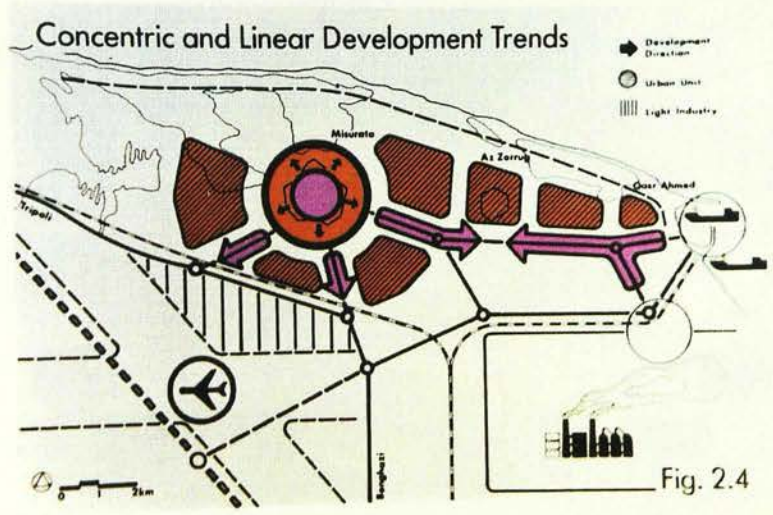 Concentric and Linear Development Trends
Development
Direction
Urban Unit
Light Industry
Misurata
Az Zorruq
Qasr Ahmed
Tripoli
Benghazi
0 1 2km
Fig. 2.4